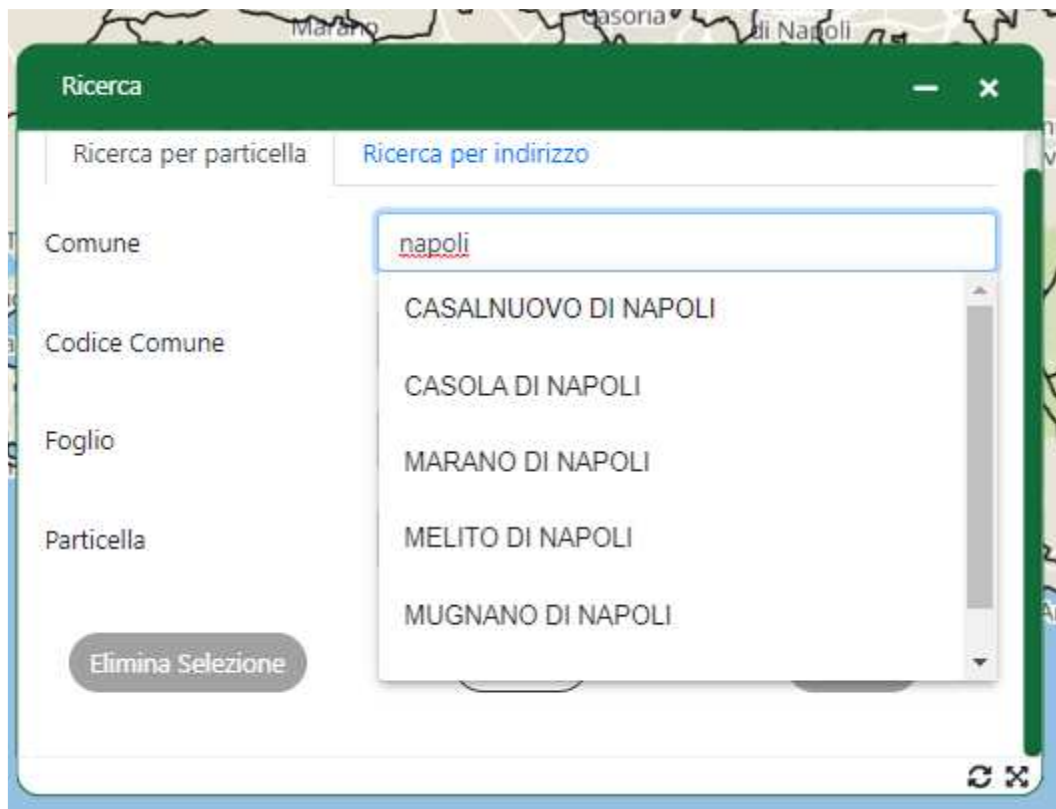 Marano
Casoria
di Napoli
Ricerca
Ricerca per particella
Ricerca per indirizzo
Comune
napoli
CASALNUOVO DI NAPOLI
Codice Comune
CASOLA DI NAPOLI
Foglio
MARANO DI NAPOLI
Particella
MELITO DI NAPOLI
MUGNANO DI NAPOLI
Elimina Selezione